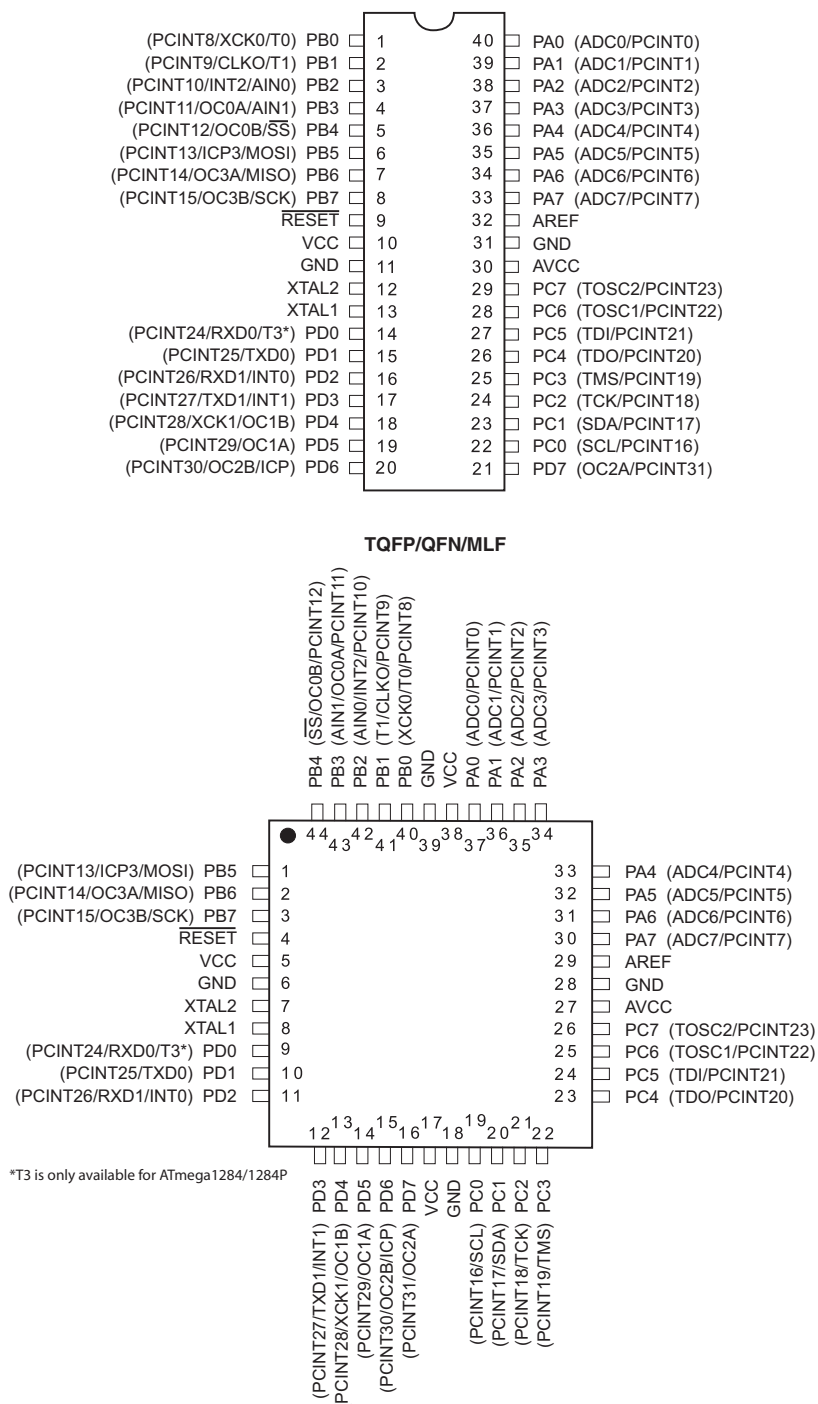 (PCINT8/XCK0/T0) PB0 1 40 PA0 (ADC0/PCINT0)
(PCINT9/CLKO/T1) PB1 2 39 PA1 (ADC1/PCINT1)
(PCINT10/INT2/AIN0) PB2 3 38 PA2 (ADC2/PCINT2)
(PCINT11/OC0A/AIN1) PB3 4 37 PA3 (ADC3/PCINT3)
(PCINT12/OC0B/S̅S̅) PB4 5 36 PA4 (ADC4/PCINT4)
(PCINT13/ICP3/MOSI) PB5 6 35 PA5 (ADC5/PCINT5)
(PCINT14/OC3A/MISO) PB6 7 34 PA6 (ADC6/PCINT6)
(PCINT15/OC3B/SCK) PB7 8 33 PA7 (ADC7/PCINT7)
R̅E̅S̅E̅T̅ 9 32 AREF
VCC 10 31 GND
GND 11 30 AVCC
XTAL2 12 29 PC7 (TOSC2/PCINT23)
XTAL1 13 28 PC6 (TOSC1/PCINT22)
(PCINT24/RXD0/T3*) PD0 14 27 PC5 (TDI/PCINT21)
(PCINT25/TXD0) PD1 15 26 PC4 (TDO/PCINT20)
(PCINT26/RXD1/INT0) PD2 16 25 PC3 (TMS/PCINT19)
(PCINT27/TXD1/INT1) PD3 17 24 PC2 (TCK/PCINT18)
(PCINT28/XCK1/OC1B) PD4 18 23 PC1 (SDA/PCINT17)
(PCINT29/OC1A) PD5 19 22 PC0 (SCL/PCINT16)
(PCINT30/OC2B/ICP) PD6 20 21 PD7 (OC2A/PCINT31)
TQFP/QFN/MLF
PB4 (S̅S̅/OC0B/PCINT12)
PB3 (AIN1/OC0A/PCINT11)
PB2 (AIN0/INT2/PCINT10)
PB1 (T1/CLKO/PCINT9)
PB0 (XCK0/T0/PCINT8)
GND
VCC
PA0 (ADC0/PCINT0)
PA1 (ADC1/PCINT1)
PA2 (ADC2/PCINT2)
PA3 (ADC3/PCINT3)
44 43 42 41 40 39 38 37 36 35 34
(PCINT13/ICP3/MOSI) PB5 1 33 PA4 (ADC4/PCINT4)
(PCINT14/OC3A/MISO) PB6 2 32 PA5 (ADC5/PCINT5)
(PCINT15/OC3B/SCK) PB7 3 31 PA6 (ADC6/PCINT6)
R̅E̅S̅E̅T̅ 4 30 PA7 (ADC7/PCINT7)
VCC 5 29 AREF
GND 6 28 GND
XTAL2 7 27 AVCC
XTAL1 8 26 PC7 (TOSC2/PCINT23)
(PCINT24/RXD0/T3*) PD0 9 25 PC6 (TOSC1/PCINT22)
(PCINT25/TXD0) PD1 10 24 PC5 (TDI/PCINT21)
(PCINT26/RXD1/INT0) PD2 11 23 PC4 (TDO/PCINT20)
12 13 14 15 16 17 18 19 20 21 22
*T3 is only available for ATmega1284/1284P
(PCINT27/TXD1/INT1) PD3
PCINT28/XCK1/OC1B) PD4
(PCINT29/OC1A) PD5
(PCINT30/OC2B/ICP) PD6
(PCINT31/OC2A) PD7
VCC
GND
(PCINT16/SCL) PC0
(PCINT17/SDA) PC1
(PCINT18/TCK) PC2
(PCINT19/TMS) PC3